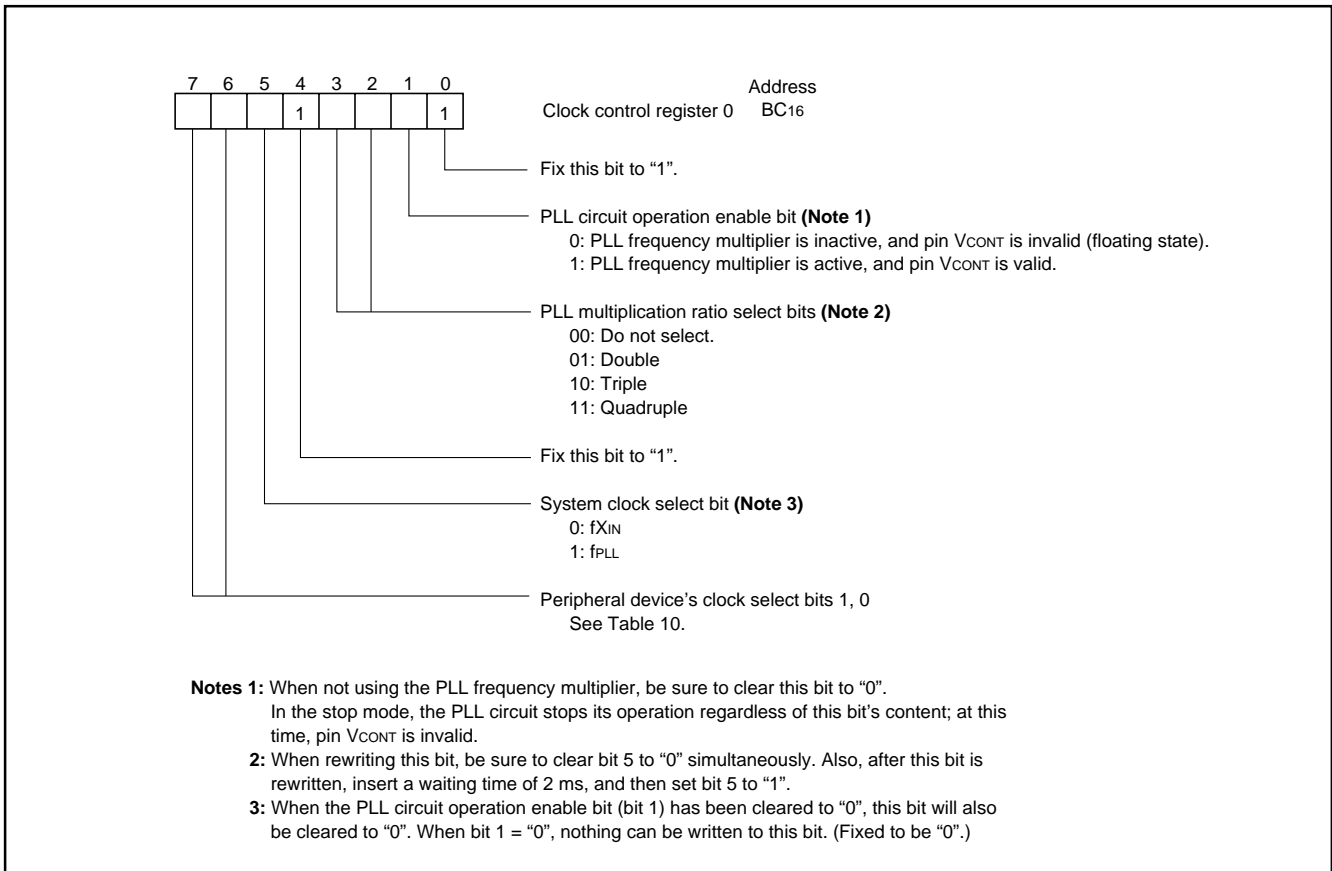 7 6 5 4 3 2 1 0
Address
1 1
Clock control register 0 BC16
Fix this bit to “1”.
PLL circuit operation enable bit (Note 1)
0: PLL frequency multiplier is inactive, and pin VCONT is invalid (floating state).
1: PLL frequency multiplier is active, and pin VCONT is valid.
PLL multiplication ratio select bits (Note 2)
00: Do not select.
01: Double
10: Triple
11: Quadruple
Fix this bit to “1”.
System clock select bit (Note 3)
0: fXIN
1: fPLL
Peripheral device’s clock select bits 1, 0
See Table 10.
Notes 1: When not using the PLL frequency multiplier, be sure to clear this bit to “0”.
In the stop mode, the PLL circuit stops its operation regardless of this bit’s content; at this
time, pin VCONT is invalid.
2: When rewriting this bit, be sure to clear bit 5 to “0” simultaneously. Also, after this bit is
rewritten, insert a waiting time of 2 ms, and then set bit 5 to “1”.
3: When the PLL circuit operation enable bit (bit 1) has been cleared to “0”, this bit will also
be cleared to “0”. When bit 1 = “0”, nothing can be written to this bit. (Fixed to be “0”.)